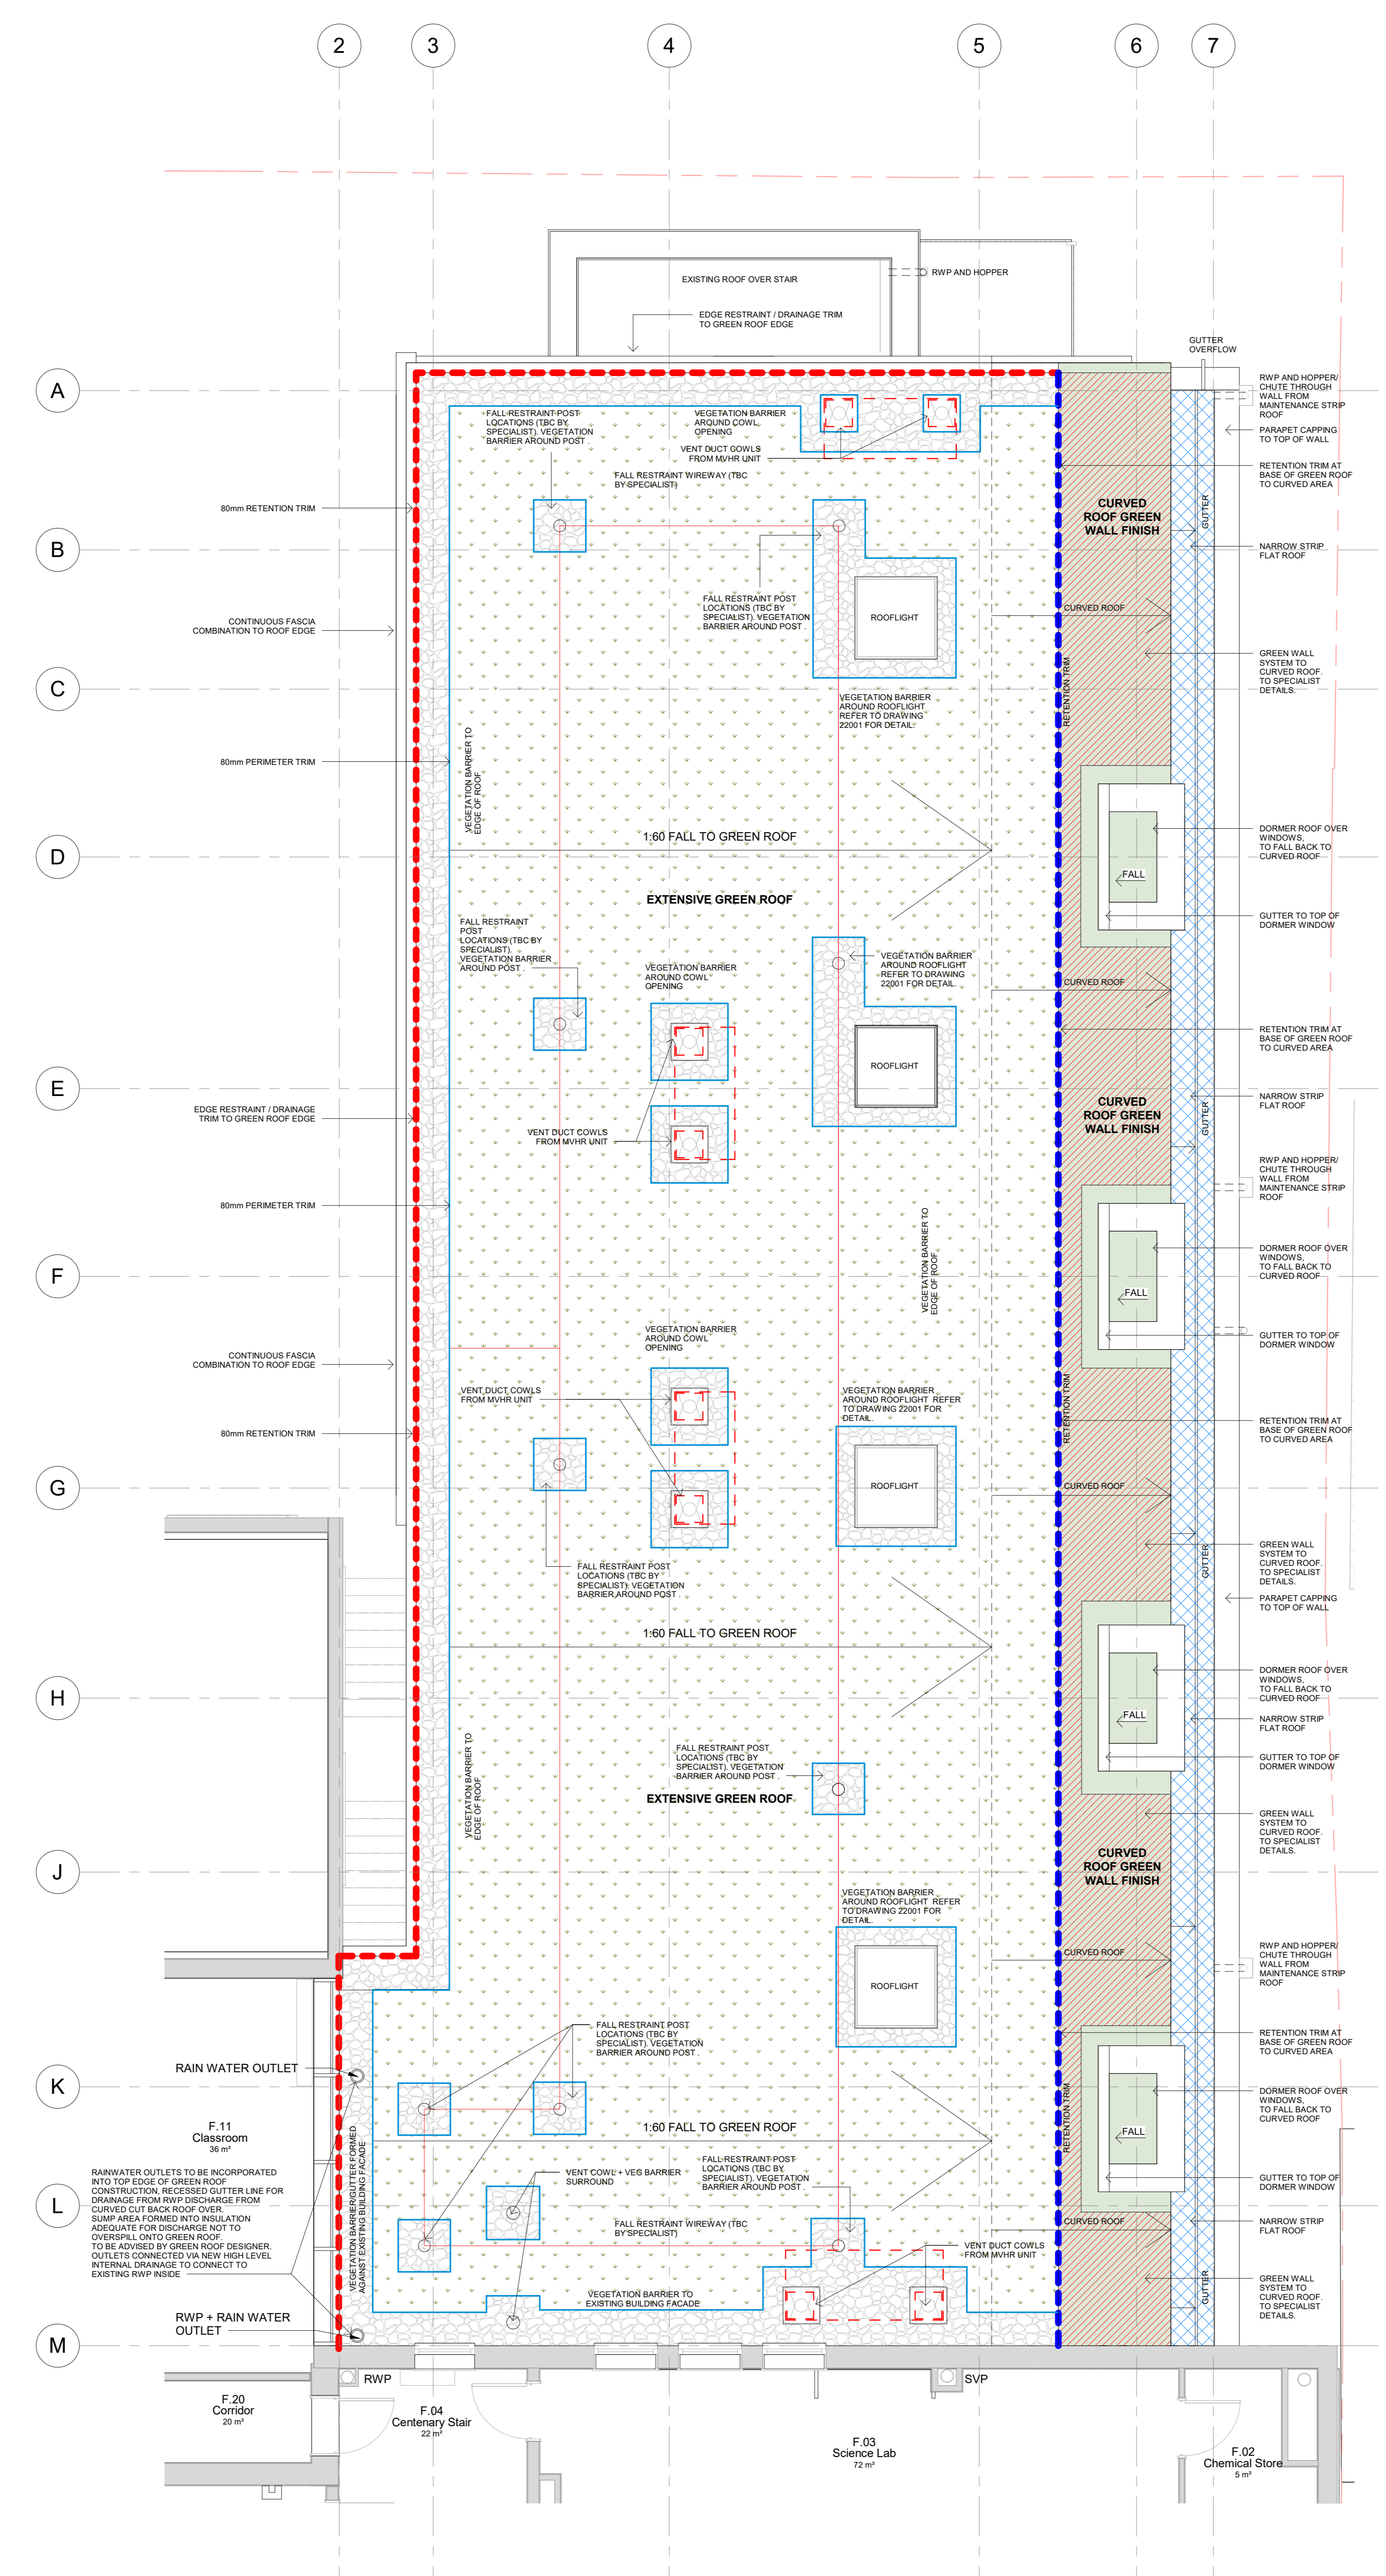 2
3
4
5
6
7
EXISTING ROOF OVER STAIR
RWP AND HOPPER
EDGE RESTRAINT / DRAINAGE TRIM
TO GREEN ROOF EDGE
GUTTER
OVERFLOW
A
RWP AND HOPPER/
CHUTE THROUGH
WALL FROM
MAINTENANCE STRIP
ROOF
FALL RESTRAINT POST
LOCATIONS (TBC BY
SPECIALIST). VEGETATION
BARRIER AROUND POST .
VEGETATION BARRIER
AROUND COWL
OPENING
VENT DUCT COWLS
FROM MVHR UNIT
PARAPET CAPPING
TO TOP OF WALL
FALL RESTRAINT WIREWAY (TBC
BY SPECIALIST)
RETENTION TRIM AT
BASE OF GREEN ROOF
TO CURVED AREA
80mm RETENTION TRIM
CURVED
ROOF GREEN
WALL FINISH
GUTTER
B
NARROW STRIP
FLAT ROOF
FALL RESTRAINT POST
LOCATIONS (TBC BY
SPECIALIST). VEGETATION
BARRIER AROUND POST .
ROOFLIGHT
CURVED ROOF
CONTINUOUS FASCIA
COMBINATION TO ROOF EDGE
GREEN WALL
SYSTEM TO
CURVED ROOF.
TO SPECIALIST
DETAILS.
C
RETENTION TRIM
VEGETATION BARRIER
AROUND ROOFLIGHT
REFER TO DRAWING
22001 FOR DETAIL.
80mm PERIMETER TRIM
VEGETATION BARRIER TO
EDGE OF ROOF
1:60 FALL TO GREEN ROOF
D
DORMER ROOF OVER
WINDOWS,
TO FALL BACK TO
CURVED ROOF
FALL
EXTENSIVE GREEN ROOF
GUTTER TO TOP OF
DORMER WINDOW
FALL RESTRAINT
POST
LOCATIONS (TBC BY
SPECIALIST).
VEGETATION BARRIER
AROUND POST .
VEGETATION BARRIER
AROUND COWL
OPENING
VEGETATION BARRIER
AROUND ROOFLIGHT
REFER TO DRAWING
22001 FOR DETAIL.
CURVED ROOF
RETENTION TRIM AT
BASE OF GREEN ROOF
TO CURVED AREA
ROOFLIGHT
E
CURVED
ROOF GREEN
WALL FINISH
GUTTER
NARROW STRIP
FLAT ROOF
EDGE RESTRAINT / DRAINAGE
TRIM TO GREEN ROOF EDGE
VENT DUCT COWLS
FROM MVHR UNIT
RWP AND HOPPER/
CHUTE THROUGH
WALL FROM
MAINTENANCE STRIP
ROOF
80mm PERIMETER TRIM
VEGETATION BARRIER TO
EDGE OF ROOF
F
DORMER ROOF OVER
WINDOWS,
TO FALL BACK TO
CURVED ROOF
FALL
GUTTER TO TOP OF
DORMER WINDOW
VEGETATION BARRIER
AROUND COWL
OPENING
CONTINUOUS FASCIA
COMBINATION TO ROOF EDGE
VENT DUCT COWLS
FROM MVHR UNIT
VEGETATION BARRIER
AROUND ROOFLIGHT REFER
TO DRAWING 22001 FOR
DETAIL.
RETENTION TRIM
RETENTION TRIM AT
BASE OF GREEN ROOF
TO CURVED AREA
80mm RETENTION TRIM
G
ROOFLIGHT
CURVED ROOF
GUTTER
GREEN WALL
SYSTEM TO
CURVED ROOF.
TO SPECIALIST
DETAILS.
FALL RESTRAINT POST
LOCATIONS (TBC BY
SPECIALIST). VEGETATION
BARRIER AROUND POST .
PARAPET CAPPING
TO TOP OF WALL
1:60 FALL TO GREEN ROOF
H
DORMER ROOF OVER
WINDOWS,
TO FALL BACK TO
CURVED ROOF
FALL
NARROW STRIP
FLAT ROOF
GUTTER TO TOP OF
DORMER WINDOW
VEGETATION BARRIER TO
EDGE OF ROOF
FALL RESTRAINT POST
LOCATIONS (TBC BY
SPECIALIST). VEGETATION
BARRIER AROUND POST .
EXTENSIVE GREEN ROOF
GREEN WALL
SYSTEM TO
CURVED ROOF.
TO SPECIALIST
DETAILS.
J
CURVED
ROOF GREEN
WALL FINISH
VEGETATION BARRIER
AROUND ROOFLIGHT REFER
TO DRAWING 22001 FOR
DETAIL.
CURVED ROOF
RWP AND HOPPER/
CHUTE THROUGH
WALL FROM
MAINTENANCE STRIP
ROOF
ROOFLIGHT
FALL RESTRAINT POST
LOCATIONS (TBC BY
SPECIALIST). VEGETATION
BARRIER AROUND POST .
RETENTION TRIM AT
BASE OF GREEN ROOF
TO CURVED AREA
RAIN WATER OUTLET
K
RETENTION TRIM
DORMER ROOF OVER
WINDOWS,
TO FALL BACK TO
CURVED ROOF
FALL
F.11
Classroom
36 m²
1:60 FALL TO GREEN ROOF
VEGETATION BARRIER/GUTTER FORMED
AGAINST EXISTING BUILDING FACADE
RAINWATER OUTLETS TO BE INCORPORATED
INTO TOP EDGE OF GREEN ROOF
CONSTRUCTION, RECESSED GUTTER LINE FOR
DRAINAGE FROM RWP DISCHARGE FROM
CURVED CUT BACK ROOF OVER.
SUMP AREA FORMED INTO INSULATION
ADEQUATE FOR DISCHARGE NOT TO
OVERSPILL ONTO GREEN ROOF.
TO BE ADVISED BY GREEN ROOF DESIGNER.
OUTLETS CONNECTED VIA NEW HIGH LEVEL
INTERNAL DRAINAGE TO CONNECT TO
EXISTING RWP INSIDE
VENT COWL + VEG BARRIER
SURROUND
FALL RESTRAINT POST
LOCATIONS (TBC BY
SPECIALIST). VEGETATION
BARRIER AROUND POST .
GUTTER TO TOP OF
DORMER WINDOW
L
FALL RESTRAINT WIREWAY (TBC
BY SPECIALIST)
CURVED ROOF
NARROW STRIP
FLAT ROOF
VENT DUCT COWLS
FROM MVHR UNIT
GUTTER
GREEN WALL
SYSTEM TO
CURVED ROOF.
TO SPECIALIST
DETAILS.
VEGETATION BARRIER TO
EXISTING BUILDING FACADE
RWP + RAIN WATER
OUTLET
M
RWP
SVP
F.20
Corridor
20 m²
F.04
Centenary Stair
22 m²
F.03
Science Lab
72 m²
F.02
Chemical Store
5 m²